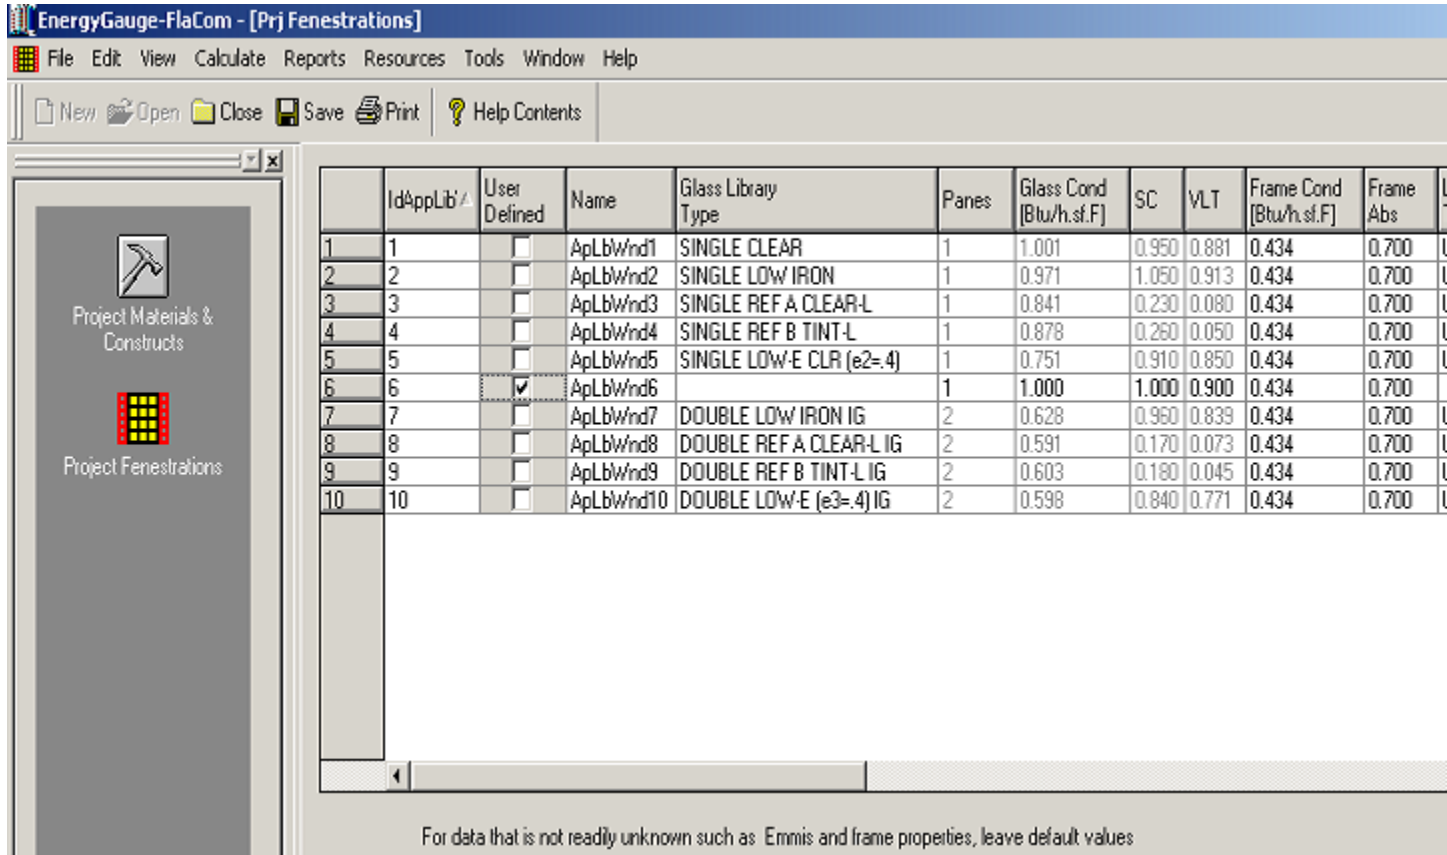 EnergyGauge-FlaCom - [Prj Fenestrations]
File Edit View Calculate Reports Resources Tools Window Help
New Open Close Save Print Help Contents
Project Materials &
Constructs
Project Fenestrations
IdAppLib User Defined Name Glass Library Type Panes Glass Cond [Btu/h.sf.F] SC VLT Frame Cond [Btu/h.sf.F] Frame Abs
1 1 ApLbWnd1 SINGLE CLEAR 1 1.001 0.950 0.881 0.434 0.700
2 2 ApLbWnd2 SINGLE LOW IRON 1 0.971 1.050 0.913 0.434 0.700
3 3 ApLbWnd3 SINGLE REF A CLEAR-L 1 0.841 0.230 0.080 0.434 0.700
4 4 ApLbWnd4 SINGLE REF B TINT-L 1 0.878 0.260 0.050 0.434 0.700
5 5 ApLbWnd5 SINGLE LOW-E CLR (e2=.4) 1 0.751 0.910 0.850 0.434 0.700
6 6 ApLbWnd6 1 1.000 1.000 0.900 0.434 0.700
7 7 ApLbWnd7 DOUBLE LOW IRON IG 2 0.628 0.960 0.839 0.434 0.700
8 8 ApLbWnd8 DOUBLE REF A CLEAR-L IG 2 0.591 0.170 0.073 0.434 0.700
9 9 ApLbWnd9 DOUBLE REF B TINT-L IG 2 0.603 0.180 0.045 0.434 0.700
10 10 ApLbWnd10 DOUBLE LOW-E (e3=.4) IG 2 0.598 0.840 0.771 0.434 0.700
For data that is not readily unknown such as Emmis and frame properties, leave default values